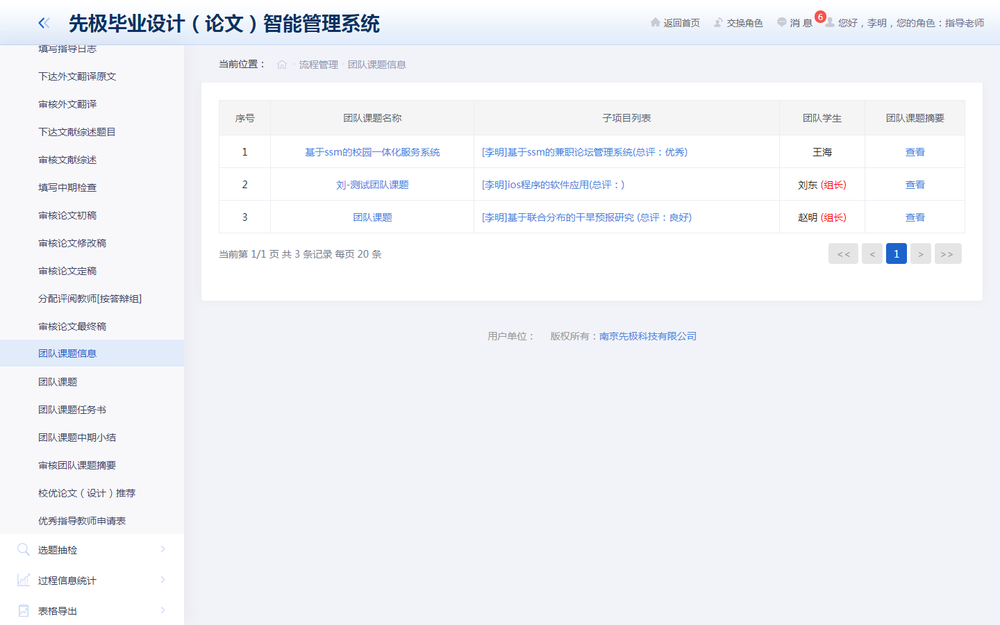 先极毕业设计（论文）智能管理系统
返回首页 交换角色 消 息 6 您好，李明，您的角色：指导老师
填写指导日志
下达外文翻译原文
审核外文翻译
下达文献综述题目
审核文献综述
填写中期检查
审核论文初稿
审核论文修改稿
审核论文定稿
分配评阅教师[按答辩组]
审核论文最终稿
团队课题信息
团队课题
团队课题任务书
团队课题中期小结
审核团队课题摘要
校优论文（设计）推荐
优秀指导教师申请表
选题抽检
过程信息统计
表格导出
当前位置： 流程管理 团队课题信息
序号 团队课题名称 子项目列表 团队学生 团队课题摘要
1 基于ssm的校园一体化服务系统 [李明]基于ssm的兼职论坛管理系统(总评：优秀) 王海 查看
2 刘-测试团队课题 [李明]ios程序的软件应用(总评：) 刘东 (组长) 查看
3 团队课题 [李明]基于联合分布的干旱预报研究 (总评：良好) 赵明 (组长) 查看
当前第 1/1 页 共 3 条记录 每页 20 条 << < 1 > >>
用户单位： 版权所有：南京先极科技有限公司